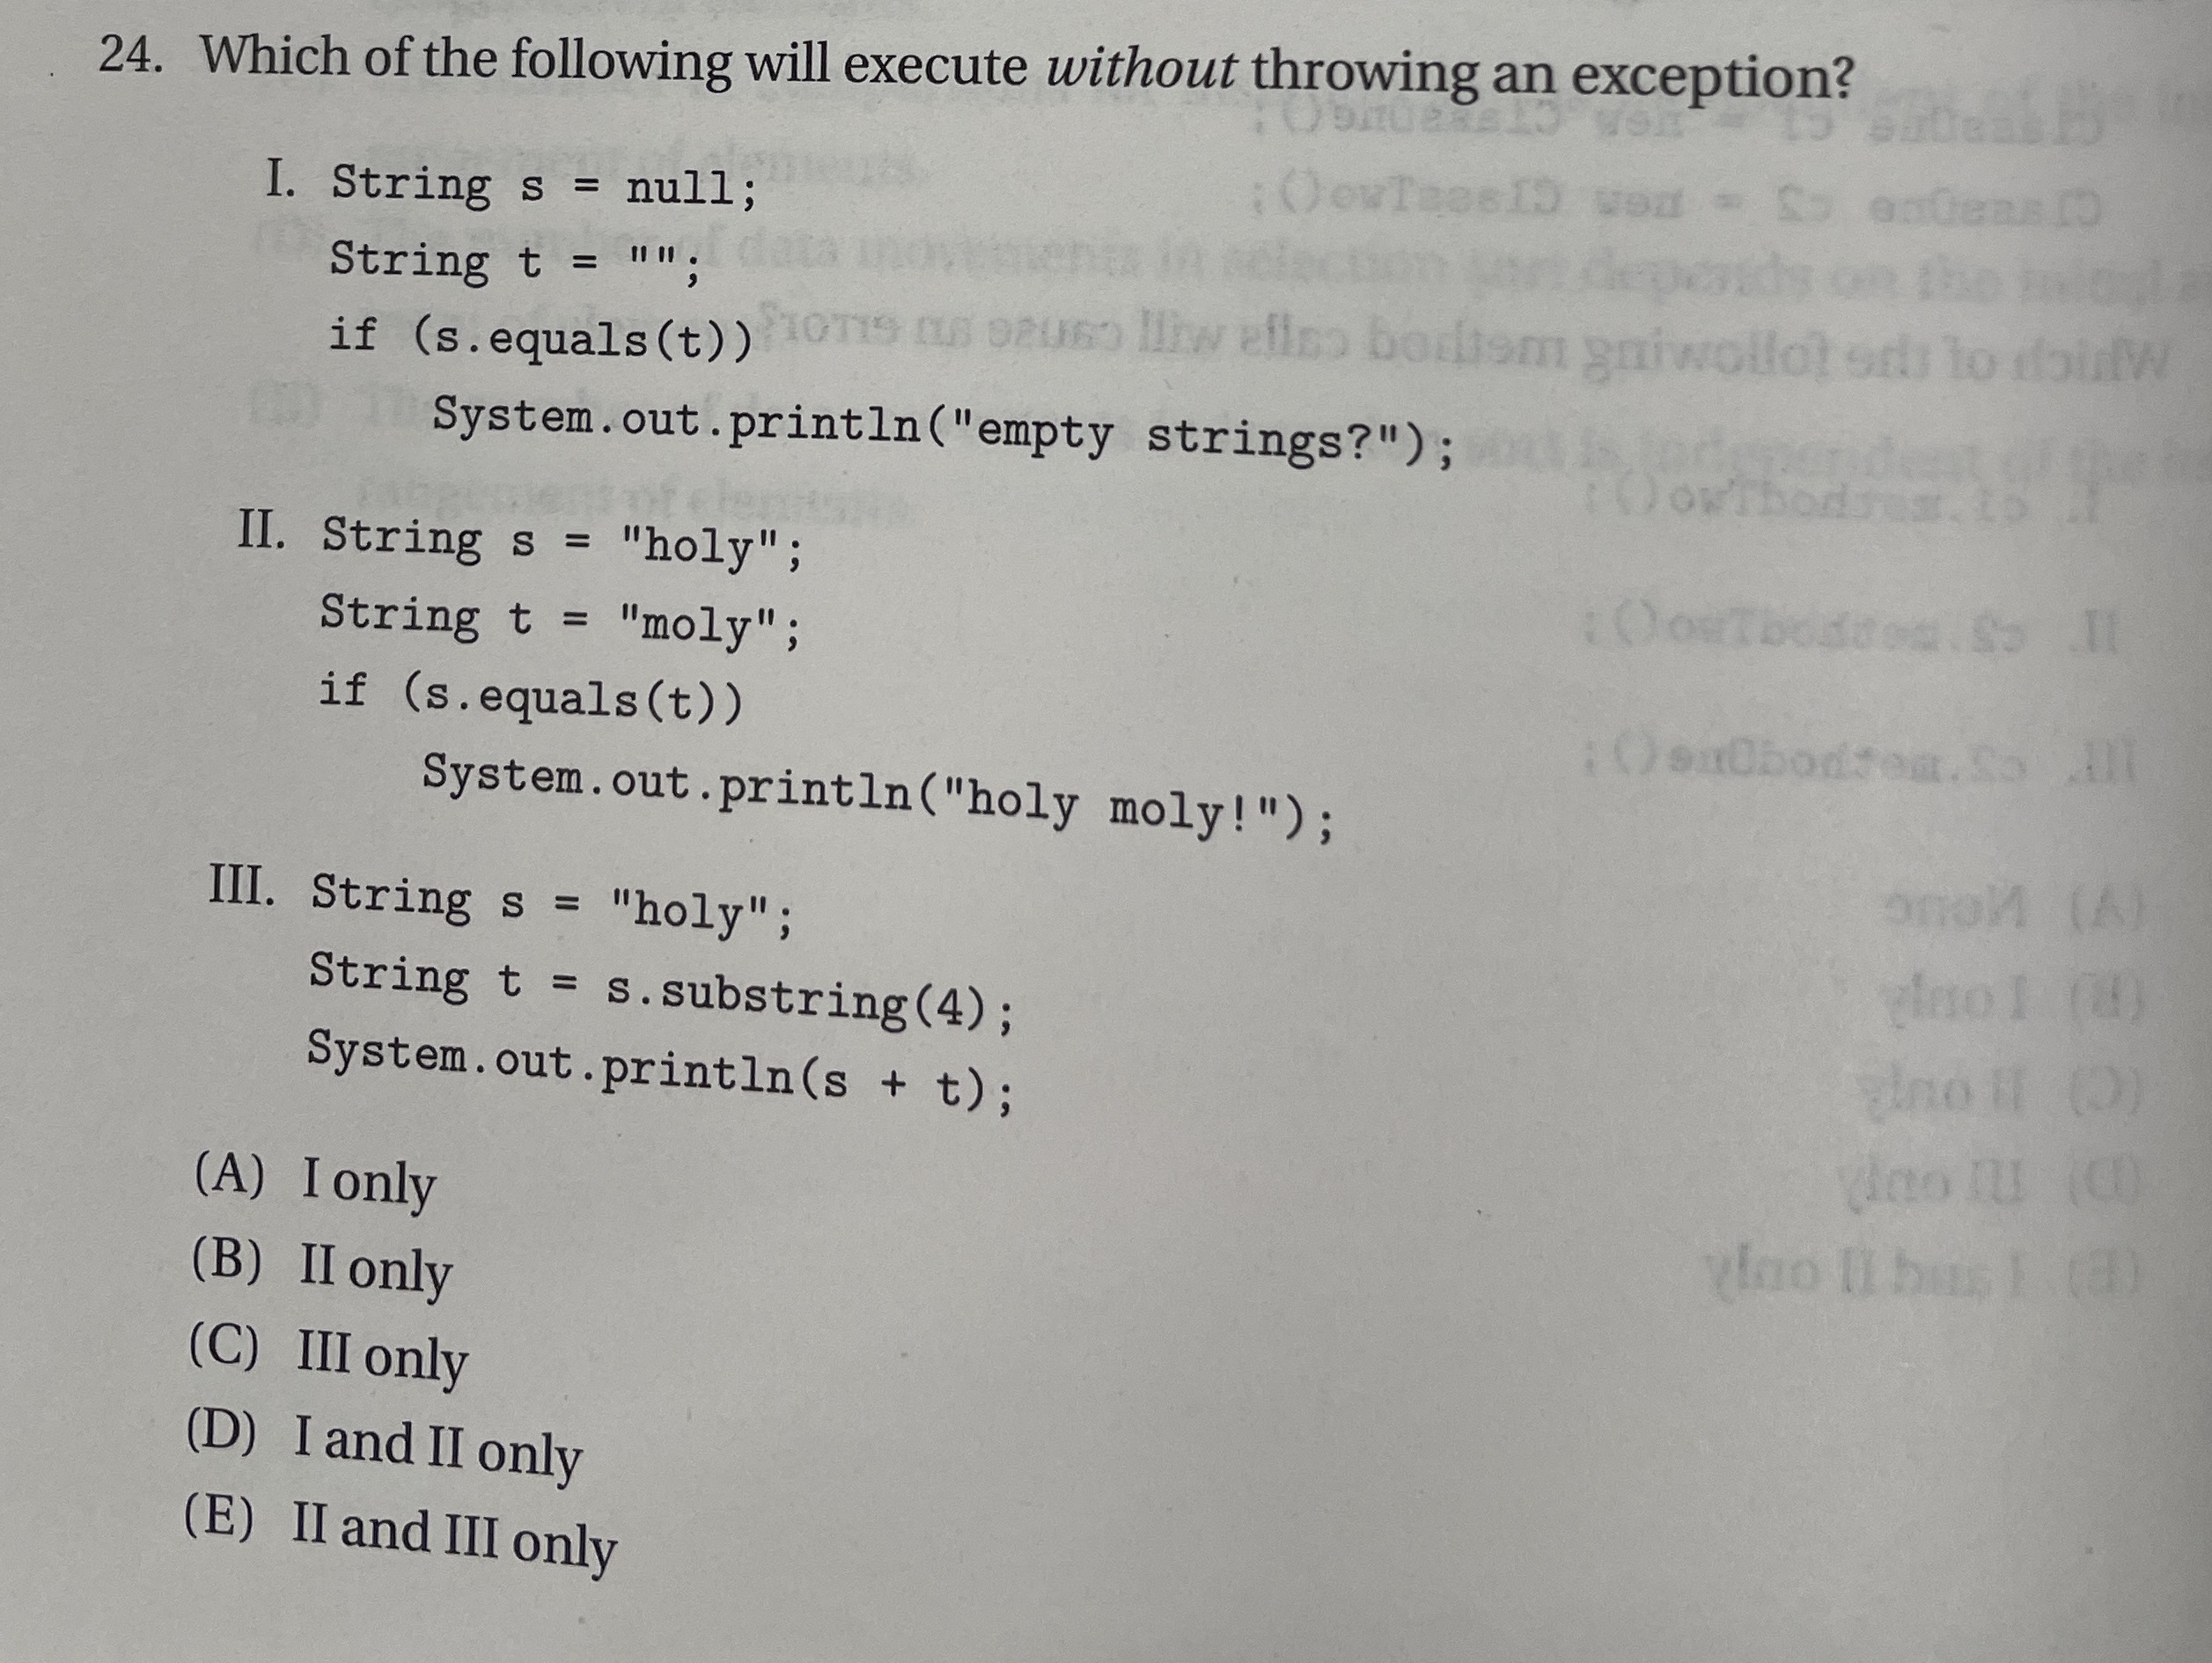 24. Which of the following will execute without throwing an exception?
I. String s = null;
String t = "";
if (s.equals(t))
System.out.println("empty strings?");
II. String s = "holy";
String t = "moly";
if (s.equals(t))
System.out.println("holy moly!");
III. String s = "holy";
String t = s.substring(4);
System.out.println(s + t);
(A) I only
(B) II only
(C) III only
(D) I and II only
(E) II and III only